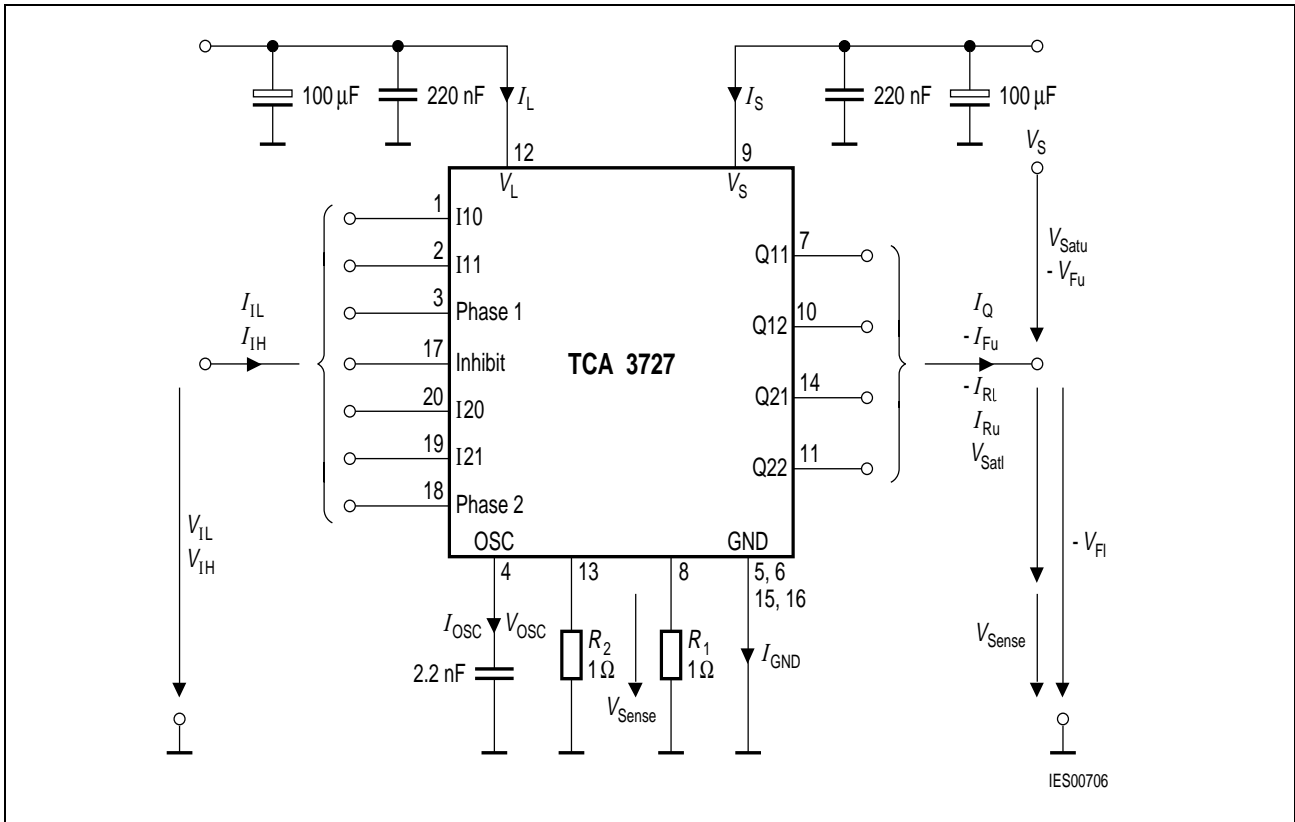 100 µF
220 nF
I_L
I_S
220 nF
100 µF
V_S
12
9
V_L
V_S
1
I10
2
I11
3
Phase 1
17
Inhibit
20
I20
19
I21
18
Phase 2
I_IL
I_IH
V_IL
V_IH
TCA 3727
Q11
7
Q12
10
Q21
14
Q22
11
V_Satu
- V_Fu
I_Q
- I_Fu
- I_Rl
I_Ru
V_Satl
- V_Fl
V_Sense
OSC
GND
4
13
8
5, 6
15, 16
I_OSC
V_OSC
2.2 nF
R_2
1 Ω
V_Sense
R_1
1 Ω
I_GND
IES00706